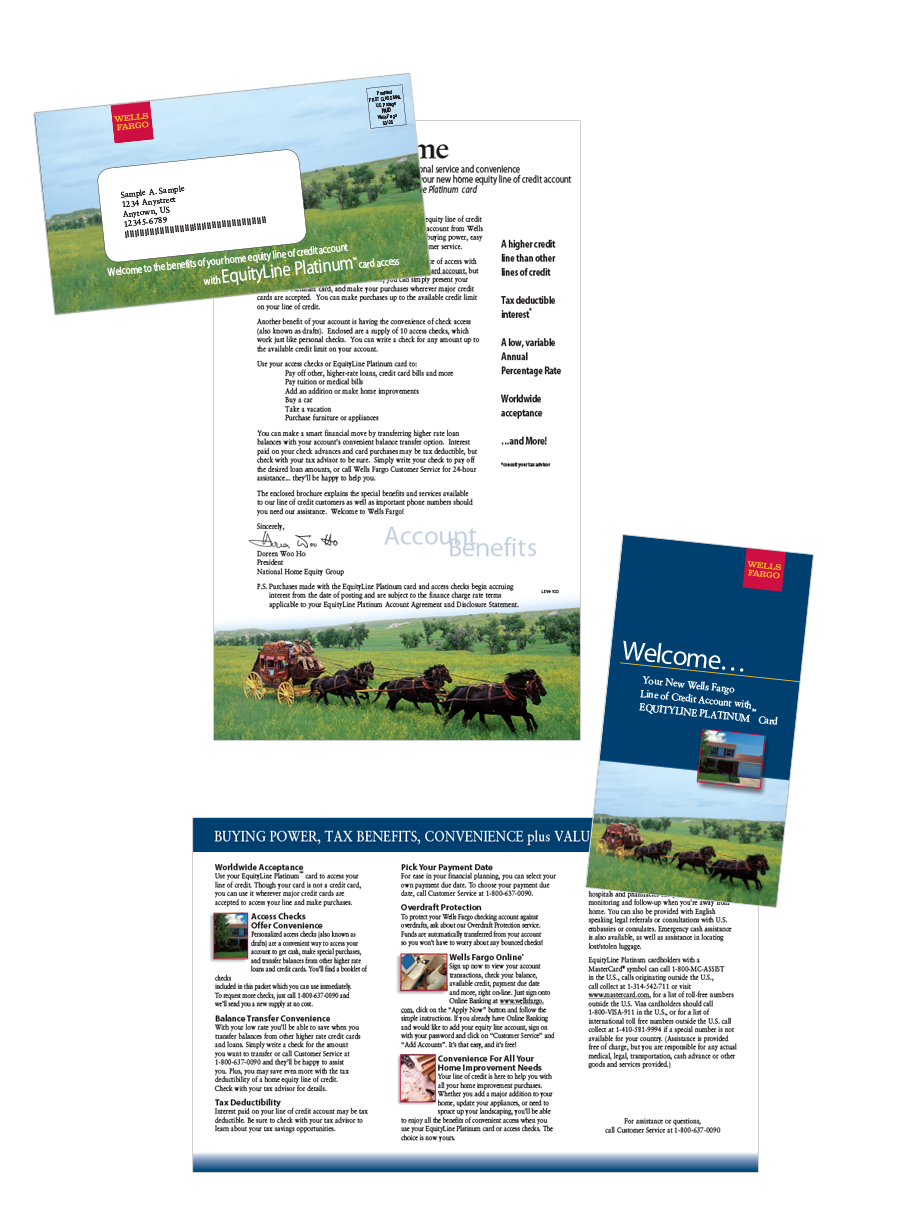 WELLS
FARGO
Presorted
FIRST CLASS MAIL
US Postage
PAID
Wells Fargo
Sample A. Sample
1234 Anystreet
Anytown, US
12345-6789
Welcome to the benefits of your home equity line of credit account
with EquityLine Platinum℠ card access
me
onal service and convenience
your new home equity line of credit account
e Platinum card
equity line of credit
account from Wells
buying power, easy
mer service.
ce of access with
ard account, but
, you can simply present your
num card, and make your purchases wherever major credit
cards are accepted. You can make purchases up to the available credit limit
on your line of credit.
Another benefit of your account is having the convenience of check access
(also known as drafts). Enclosed are a supply of 10 access checks, which
work just like personal checks. You can write a check for any amount up to
the available credit limit on your account.
Use your access checks or EquityLine Platinum card to:
Pay off other, higher-rate loans, credit card bills and more
Pay tuition or medical bills
Add an addition or make home improvements
Buy a car
Take a vacation
Purchase furniture or appliances
You can make a smart financial move by transferring higher rate loan
balances with your account's convenient balance transfer option. Interest
paid on your check advances and card purchases may be tax deductible, but
check with your tax advisor to be sure. Simply write your check to pay off
the desired loan amounts, or call Wells Fargo Customer Service for 24-hour
assistance... they'll be happy to help you.
The enclosed brochure explains the special benefits and services available
to our line of credit customers as well as important phone numbers should
you need our assistance. Welcome to Wells Fargo!
Sincerely,
Doreen Woo Ho
Doreen Woo Ho
President
National Home Equity Group
P.S. Purchases made with the EquityLine Platinum card and access checks begin accruing
interest from the date of posting and are subject to the finance charge rate terms
applicable to your EquityLine Platinum Account Agreement and Disclosure Statement.
A higher credit
line than other
lines of credit
Tax deductible
interest*
A low, variable
Annual
Percentage Rate
Worldwide
acceptance
...and More!
*consult your tax advisor
Account
Benefits
WELLS
FARGO
Welcome...
Your New Wells Fargo
Line of Credit Account with
EQUITYLINE PLATINUM℠ Card
BUYING POWER, TAX BENEFITS, CONVENIENCE plus VALU
Worldwide Acceptance
Use your EquityLine Platinum℠ card to access your
line of credit. Though your card is not a credit card,
you can use it wherever major credit cards are
accepted to access your line and make purchases.
Access Checks
Offer Convenience
Personalized access checks (also known as
drafts) are a convenient way to access your
account to get cash, make special purchases,
and transfer balances from other higher rate
loans and credit cards. You'll find a booklet of
checks
included in this packet which you can use immediately.
To request more checks, just call 1-800-637-0090 and
we'll send you a new supply at no cost.
Balance Transfer Convenience
With your low rate you'll be able to save when you
transfer balances from other higher rate credit cards
and loans. Simply write a check for the amount
you want to transfer or call Customer Service at
1-800-637-0090 and they'll be happy to assist
you. Plus, you may save even more with the tax
deductibility of a home equity line of credit.
Check with your tax advisor for details.
Tax Deductibility
Interest paid on your line of credit account may be tax
deductible. Be sure to check with your tax advisor to
learn about your tax savings opportunities.
Pick Your Payment Date
For ease in your financial planning, you can select your
own payment due date. To choose your payment due
date, call Customer Service at 1-800-637-0090.
Overdraft Protection
To protect your Wells Fargo checking account against
overdrafts, ask about our Overdraft Protection service.
Funds are automatically transferred from your account
so you won't have to worry about any bounced checks!
Wells Fargo Online®
Sign up now to view your account
transactions, check your balance,
available credit, payment due date
and more, right on-line. Just sign onto
Online Banking at www.wellsfargo.
com, click on the "Apply Now" button and follow the
simple instructions. If you already have Online Banking
and would like to add your equity line account, sign on
with your password and click on "Customer Service" and
"Add Accounts". It's that easy, and it's free!
Convenience For All Your
Home Improvement Needs
Your line of credit is here to help you with
all your home improvement purchases.
Whether you add a major addition to your
home, update your appliances, or need to
spruce up your landscaping, you'll be able
to enjoy all the benefits of convenient access when you
use your EquityLine Platinum card or access checks. The
choice is now yours.
hospitals and
monitoring and follow-up when you're away from
home. You can also be provided with English
speaking legal referrals or consultations with U.S.
embassies or consulates. Emergency cash assistance
is also available, as well as assistance in locating
lost/stolen luggage.
EquityLine Platinum cardholders with a
MasterCard® symbol can call 1-800-MC-ASSIST
in the U.S., calls originating outside the U.S.,
call collect at 1-314-542-711 or visit
www.mastercard.com, for a list of toll-free numbers
outside the U.S. Visa cardholders should call
1-800-VISA-911 in the U.S., or for a list of
international toll free numbers outside the U.S. call
collect at 1-410-581-9994 if a special number is not
available for your country. (Assistance is provided
free of charge, but you are responsible for any actual
medical, legal, transportation, cash advance or other
goods and services provided.)
For assistance or questions,
call Customer Service at 1-800-637-0090